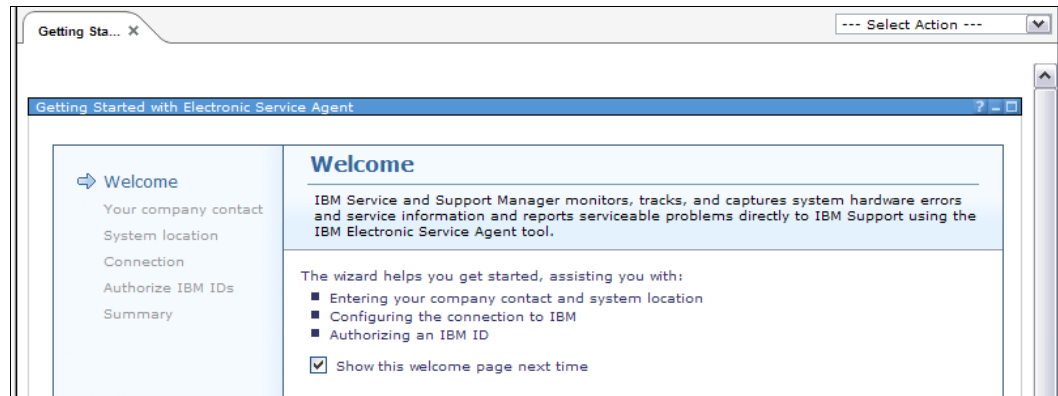 Getting Sta...
--- Select Action ---
Getting Started with Electronic Service Agent
Welcome
Your company contact
System location
Connection
Authorize IBM IDs
Summary
Welcome
IBM Service and Support Manager monitors, tracks, and captures system hardware errors
and service information and reports serviceable problems directly to IBM Support using the
IBM Electronic Service Agent tool.
The wizard helps you get started, assisting you with:
Entering your company contact and system location
Configuring the connection to IBM
Authorizing an IBM ID
Show this welcome page next time